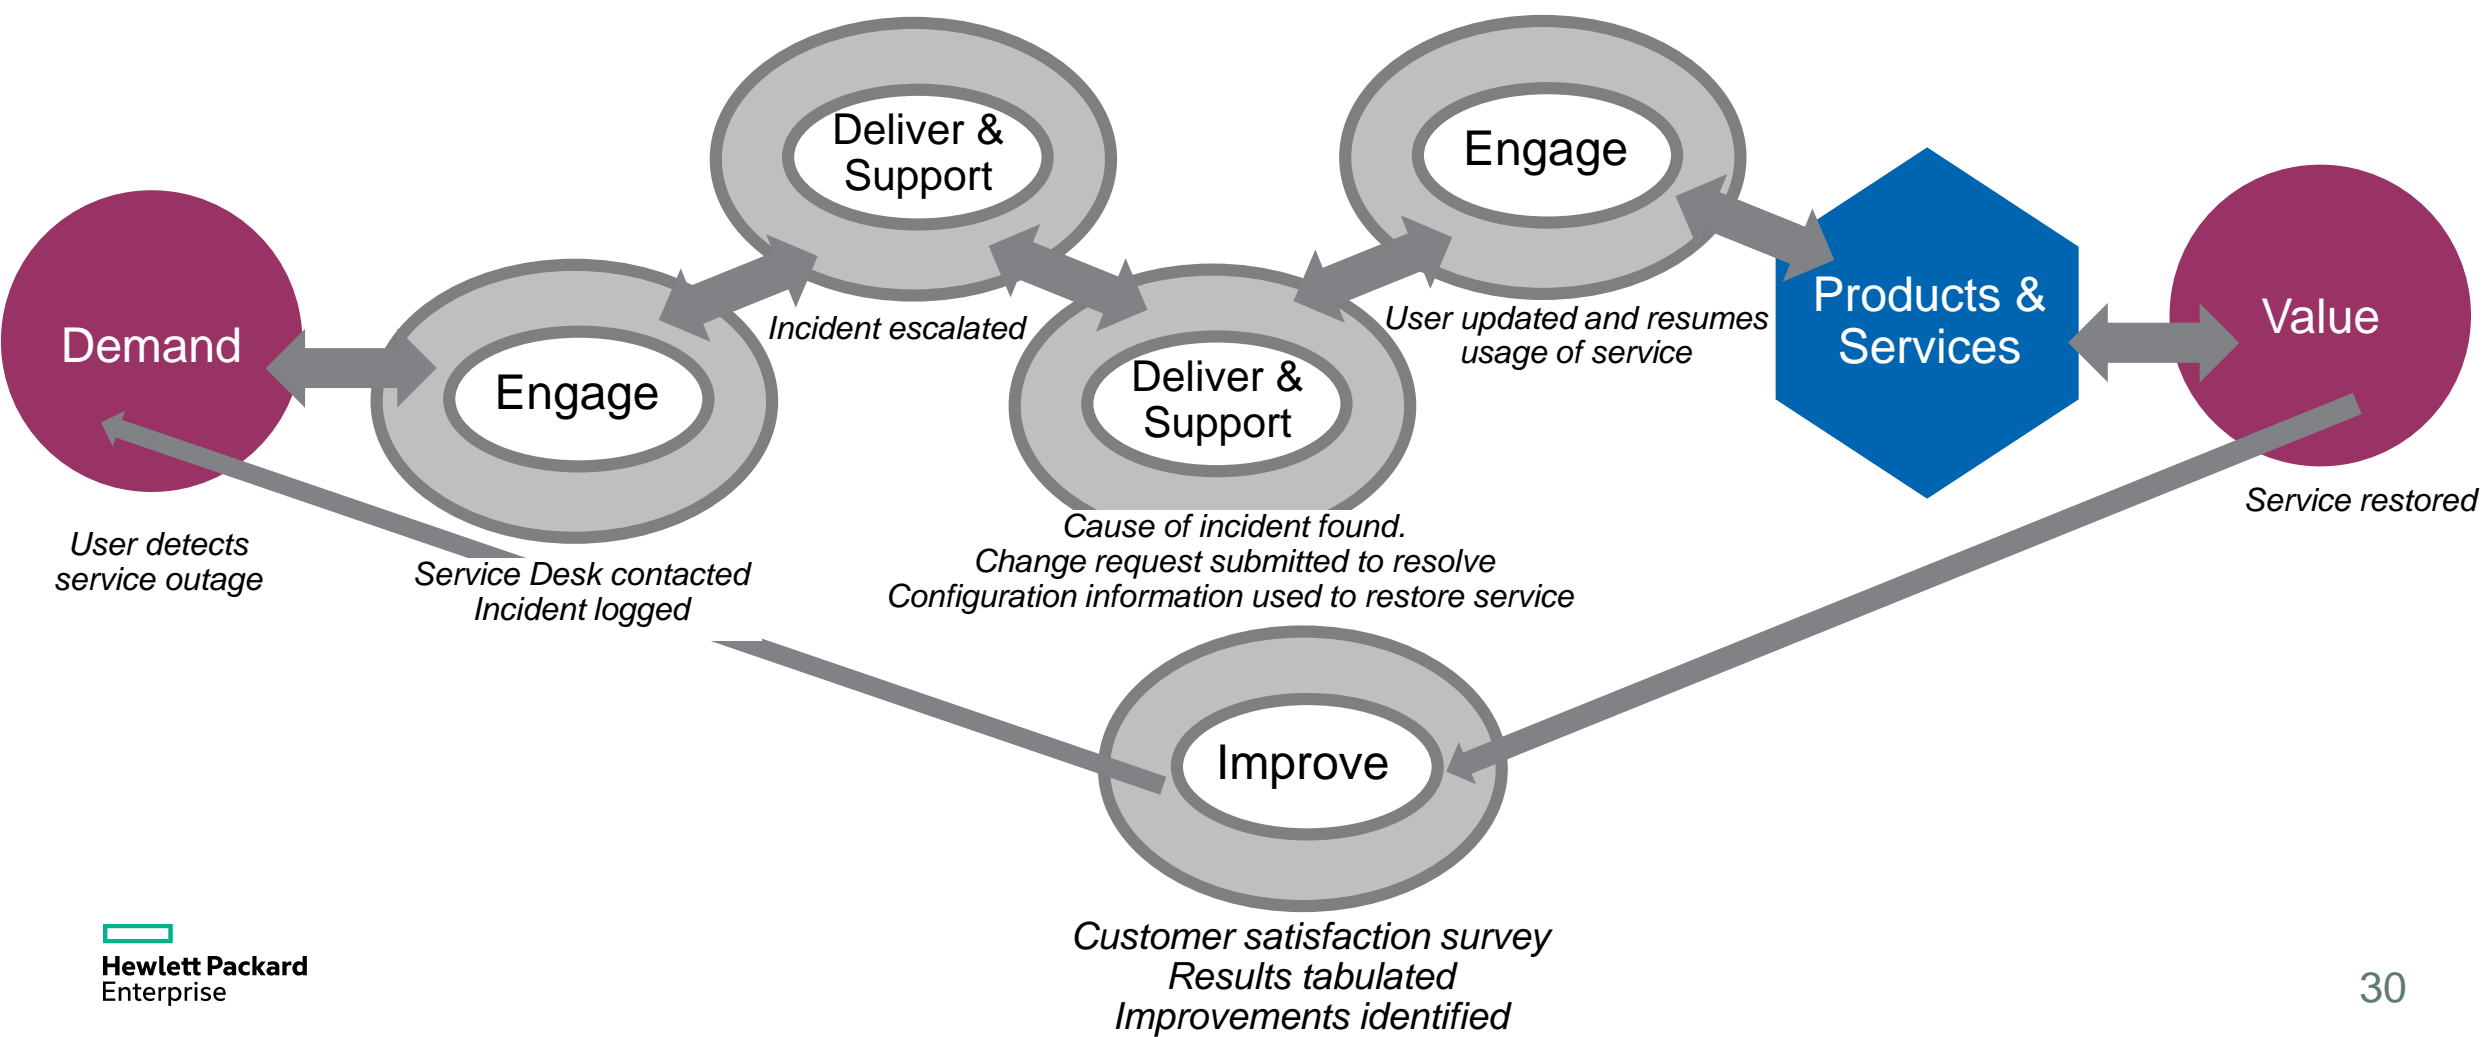 Demand
User detects
service outage
Engage
Service Desk contacted
Incident logged
Deliver &
Support
Incident escalated
Deliver &
Support
Cause of incident found.
Change request submitted to resolve
Configuration information used to restore service
Engage
User updated and resumes
usage of service
Products &
Services
Value
Service restored
Improve
Customer satisfaction survey
Results tabulated
Improvements identified
Hewlett Packard
Enterprise
30